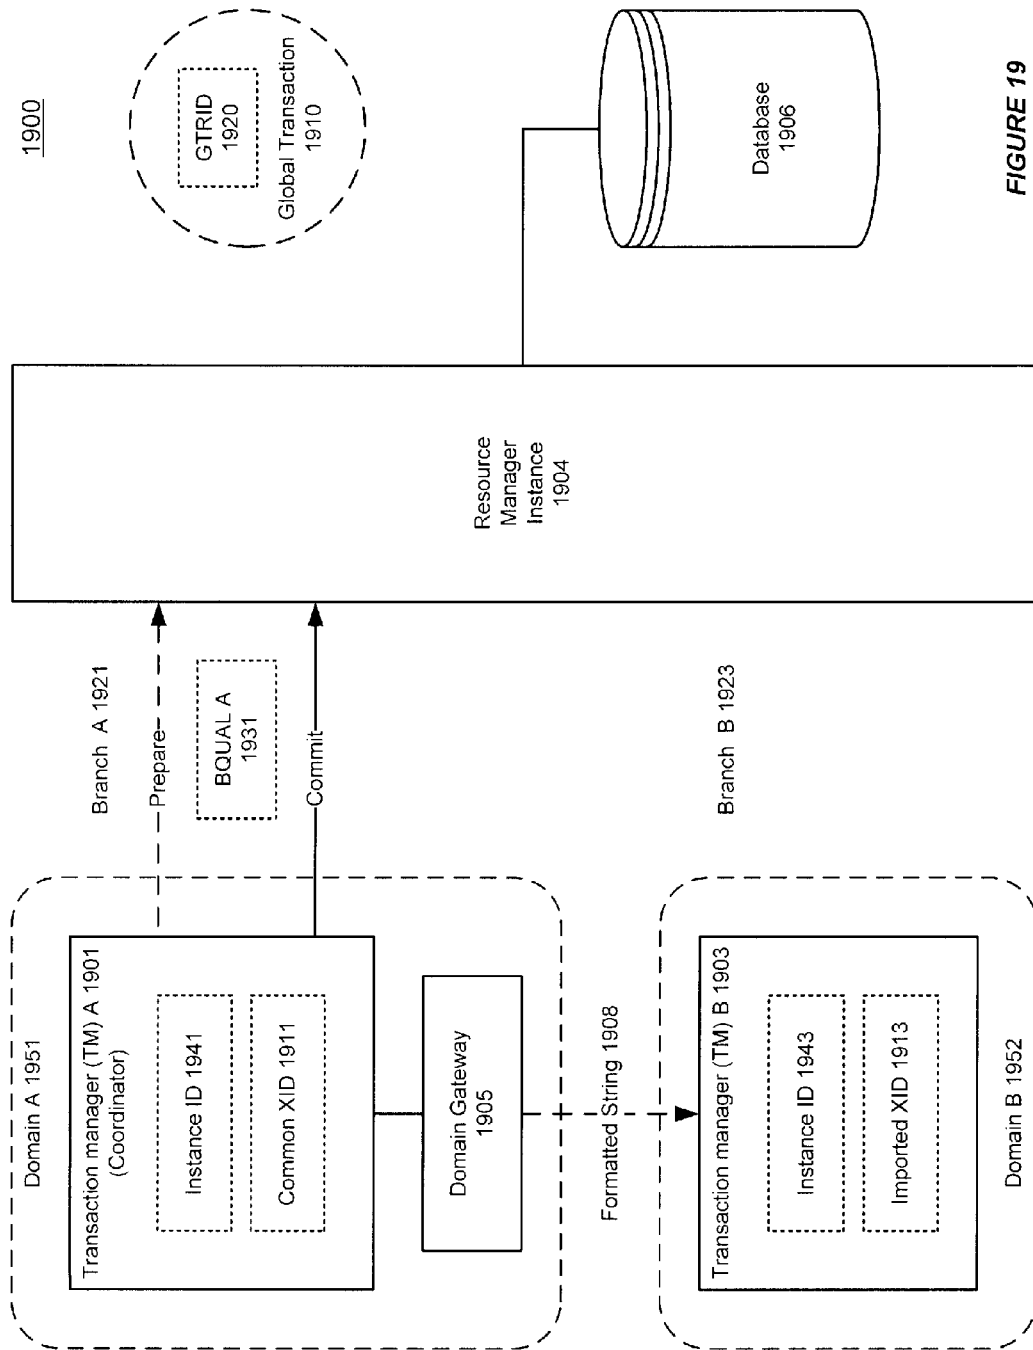 1900
Domain A 1951
Transaction manager (TM) A 1901
(Coordinator)
Instance ID 1941
Common XID 1911
Domain Gateway
1905
Branch A 1921
Prepare
BQUAL A
1931
Commit
Resource
Manager
Instance
1904
GTRID
1920
Global Transaction
1910
Formatted String 1908
Transaction manager (TM) B 1903
Instance ID 1943
Imported XID 1913
Domain B 1952
Branch B 1923
Database
1906
FIGURE 19